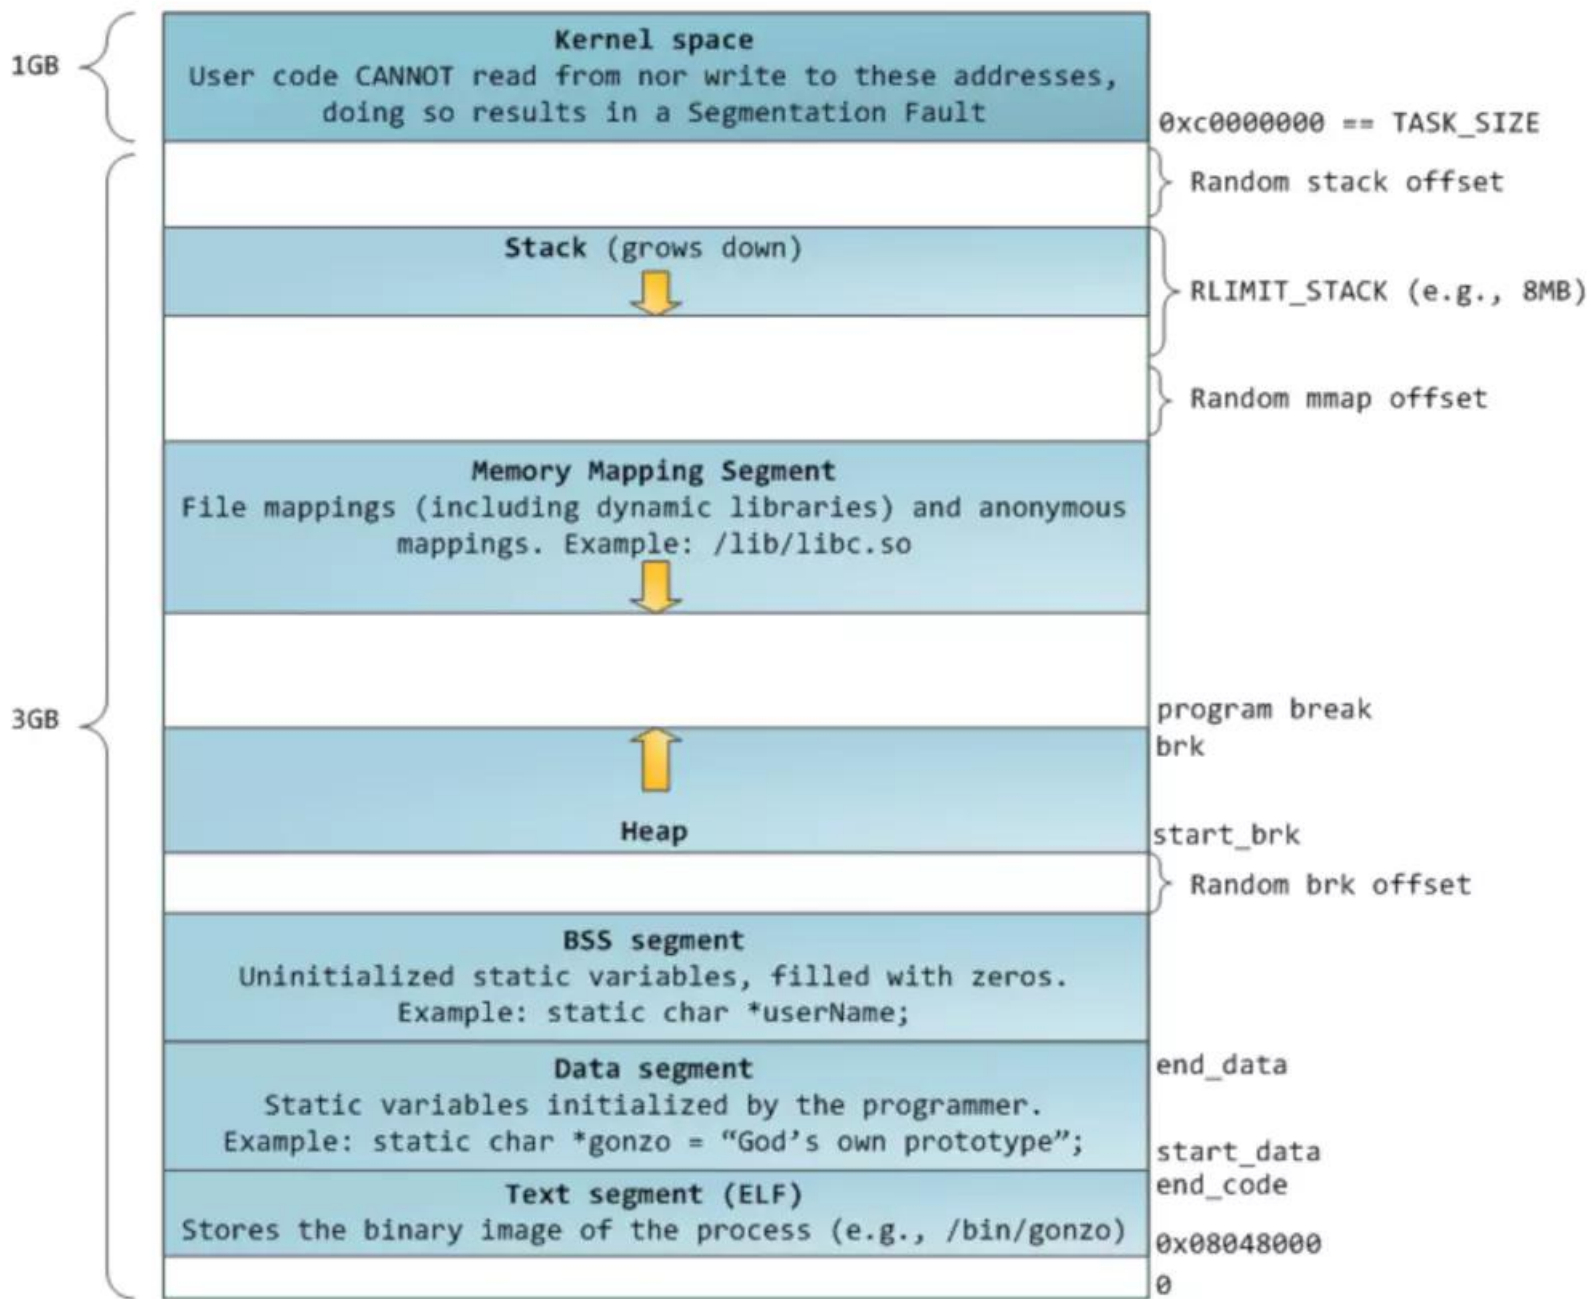 1GB
Kernel space
User code CANNOT read from nor write to these addresses,
doing so results in a Segmentation Fault
0xc0000000 == TASK_SIZE
Random stack offset
Stack (grows down)
RLIMIT_STACK (e.g., 8MB)
Random mmap offset
Memory Mapping Segment
File mappings (including dynamic libraries) and anonymous
mappings. Example: /lib/libc.so
3GB
program break
brk
Heap
start_brk
Random brk offset
BSS segment
Uninitialized static variables, filled with zeros.
Example: static char *userName;
Data segment
Static variables initialized by the programmer.
Example: static char *gonzo = “God’s own prototype”;
end_data
start_data
Text segment (ELF)
Stores the binary image of the process (e.g., /bin/gonzo)
end_code
0x08048000
0